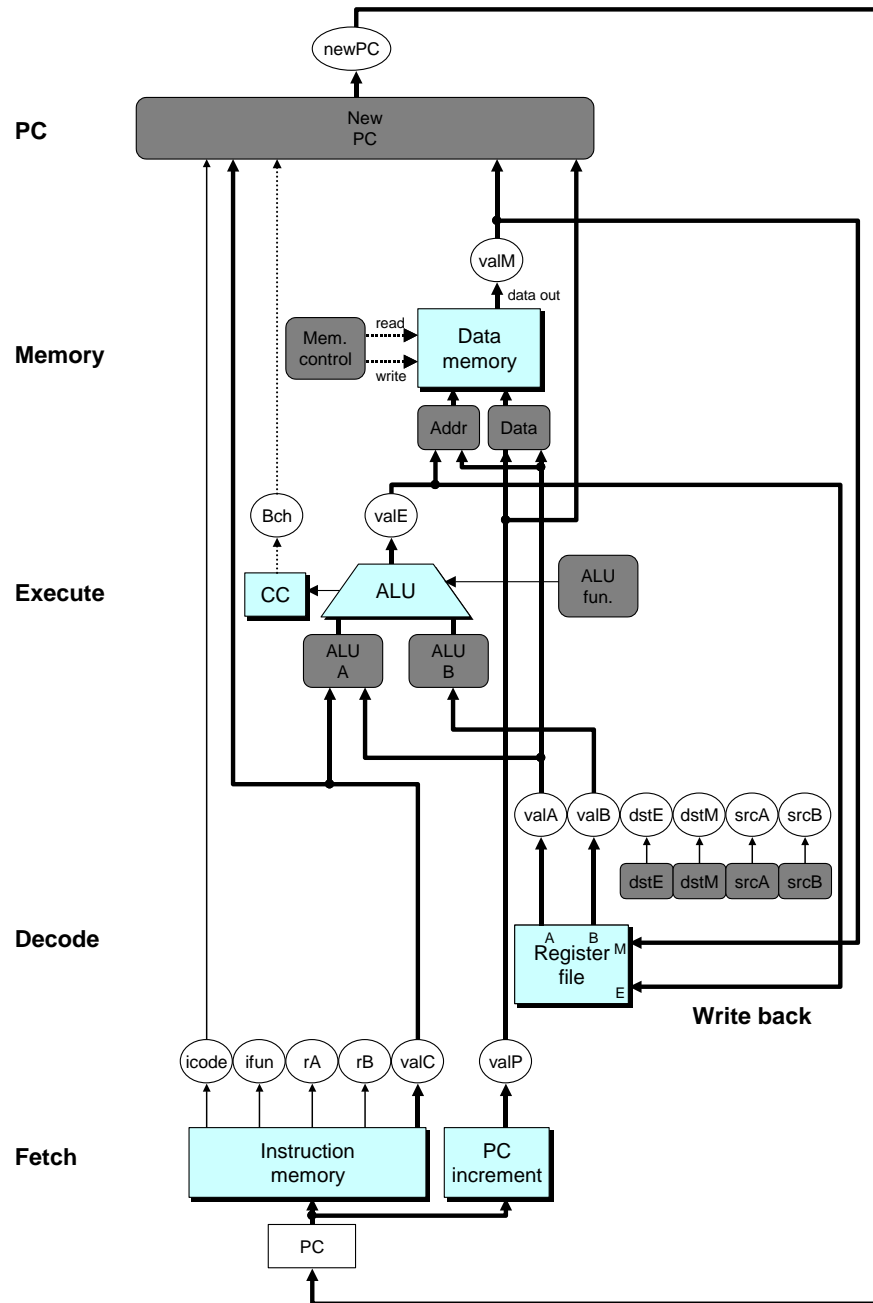 newPC
PC
New
PC
valM
data out
Memory
Mem.
control
read
write
Data
memory
Addr
Data
Bch
valE
Execute
CC
ALU
ALU
fun.
ALU
A
ALU
B
valA
valB
dstE
dstM
srcA
srcB
dstE
dstM
srcA
srcB
Decode
A
B
M
Register
file
E
Write back
icode
ifun
rA
rB
valC
valP
Fetch
Instruction
memory
PC
increment
PC